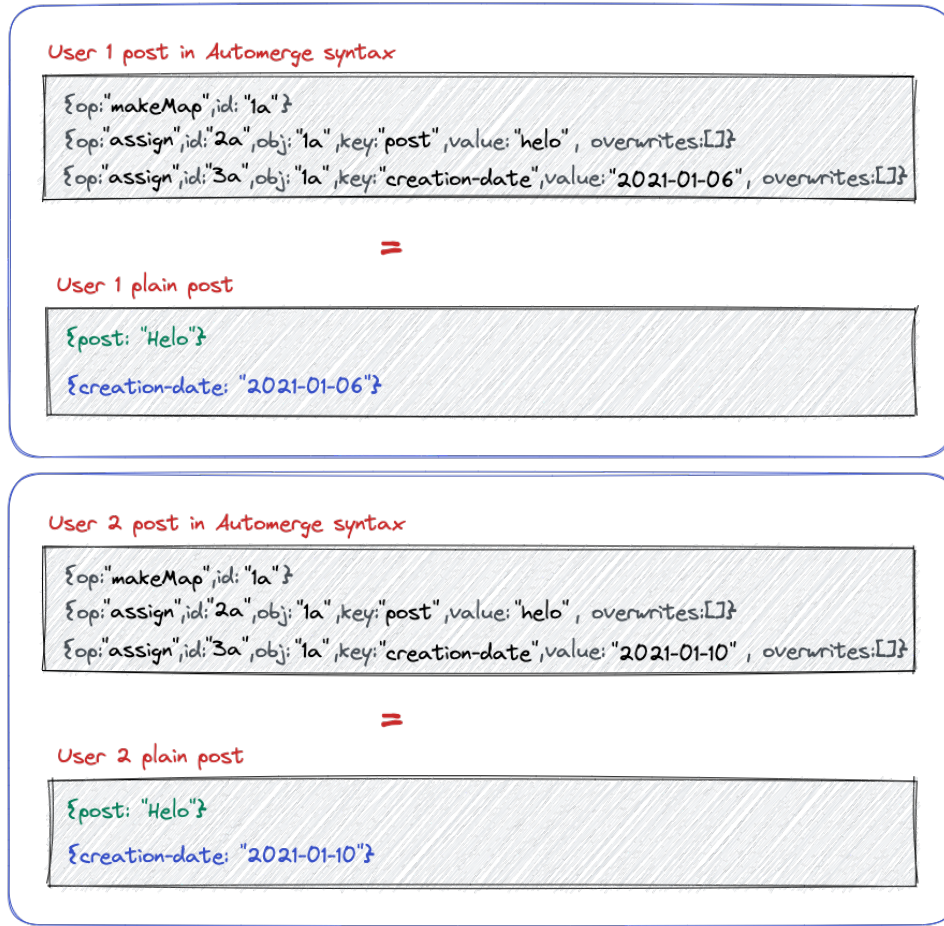 User 1 post in Automerge syntax
{op:"makeMap",id: "1a"}
{op:"assign",id:"2a",obj: "1a",key:"post",value: "helo", overwrites:[]}
{op:"assign",id:"3a",obj: "1a",key:"creation-date",value: "2021-01-06", overwrites:[]}
=
User 1 plain post
{post: "Helo"}
{creation-date: "2021-01-06"}
User 2 post in Automerge syntax
{op:"makeMap",id: "1a"}
{op:"assign",id:"2a",obj: "1a",key:"post",value: "helo", overwrites:[]}
{op:"assign",id:"3a",obj: "1a",key:"creation-date",value: "2021-01-10", overwrites:[]}
=
User 2 plain post
{post: "Helo"}
{creation-date: "2021-01-10"}